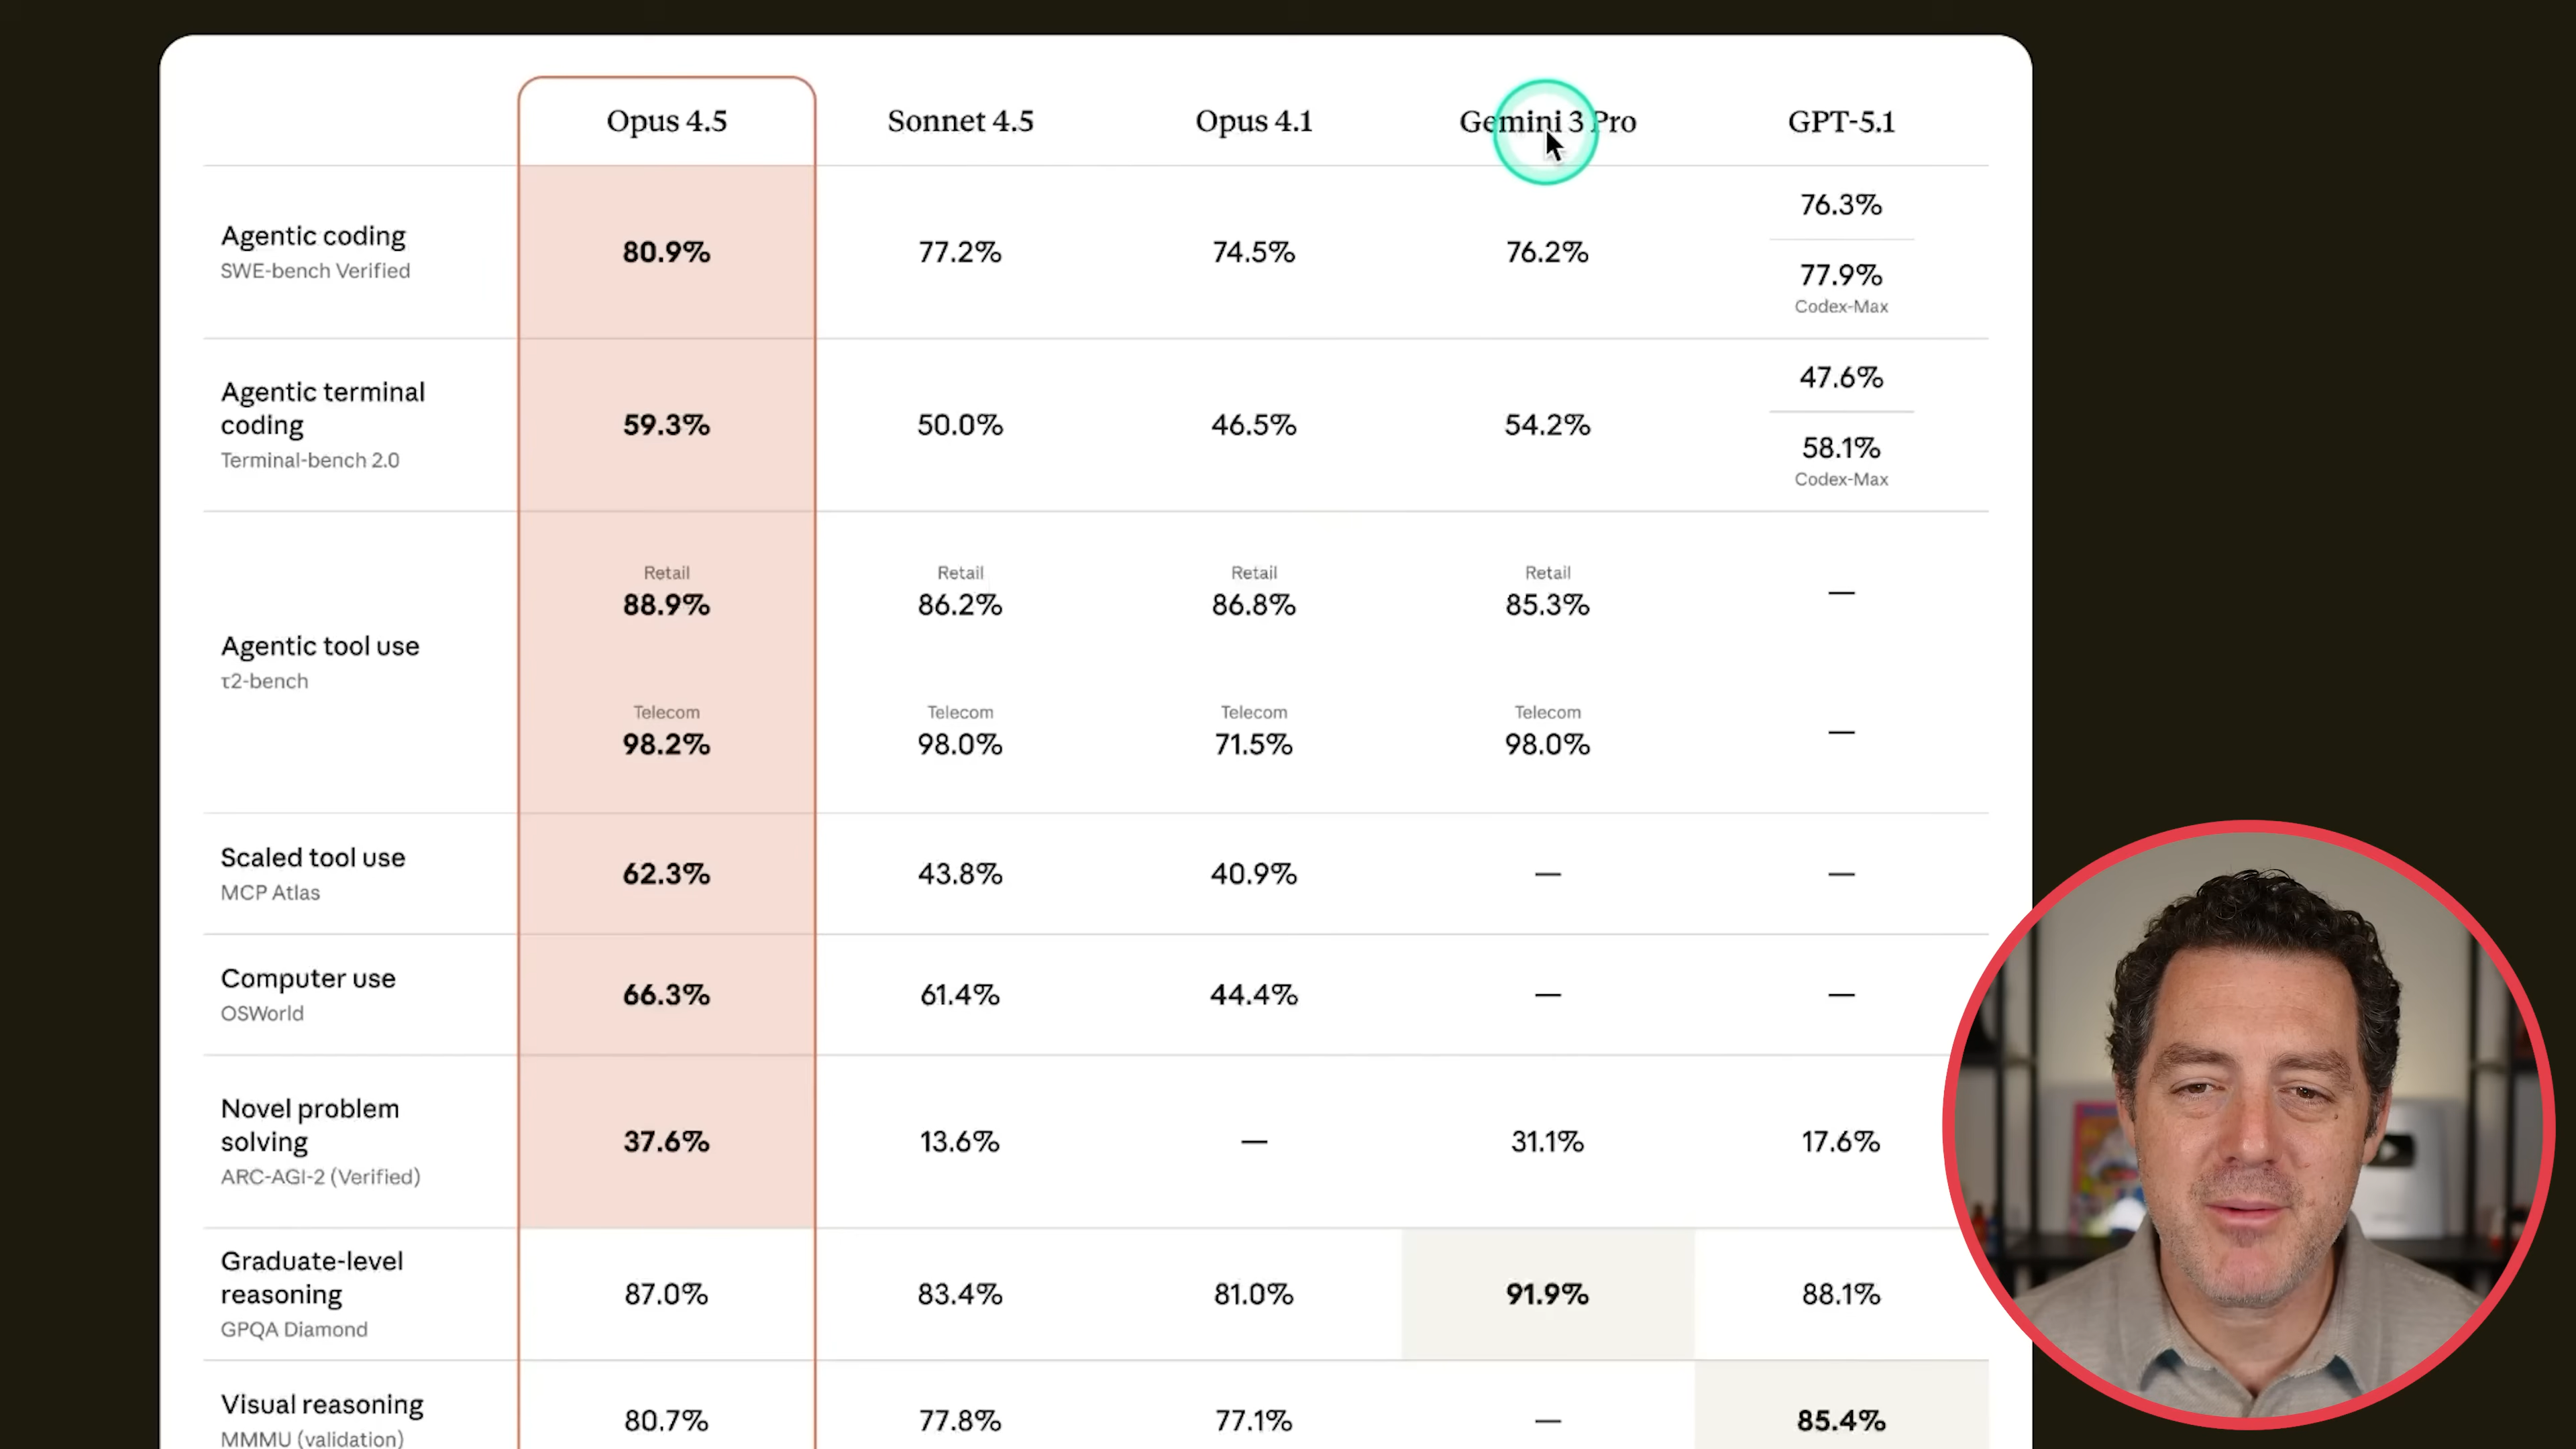 Opus 4.5 Sonnet 4.5 Opus 4.1 Gemini 3 Pro GPT-5.1
Agentic coding
SWE-bench Verified
80.9% 77.2% 74.5% 76.2%
76.3%
77.9%
Codex-Max
Agentic terminal
coding
Terminal-bench 2.0
59.3% 50.0% 46.5% 54.2%
47.6%
58.1%
Codex-Max
Agentic tool use
τ2-bench
Retail Retail Retail Retail
88.9% 86.2% 86.8% 85.3% —
Telecom Telecom Telecom Telecom
98.2% 98.0% 71.5% 98.0% —
Scaled tool use
MCP Atlas
62.3% 43.8% 40.9% — —
Computer use
OSWorld
66.3% 61.4% 44.4% — —
Novel problem
solving
ARC-AGI-2 (Verified)
37.6% 13.6% — 31.1% 17.6%
Graduate-level
reasoning
GPQA Diamond
87.0% 83.4% 81.0% 91.9% 88.1%
Visual reasoning
MMMU (validation)
80.7% 77.8% 77.1% — 85.4%